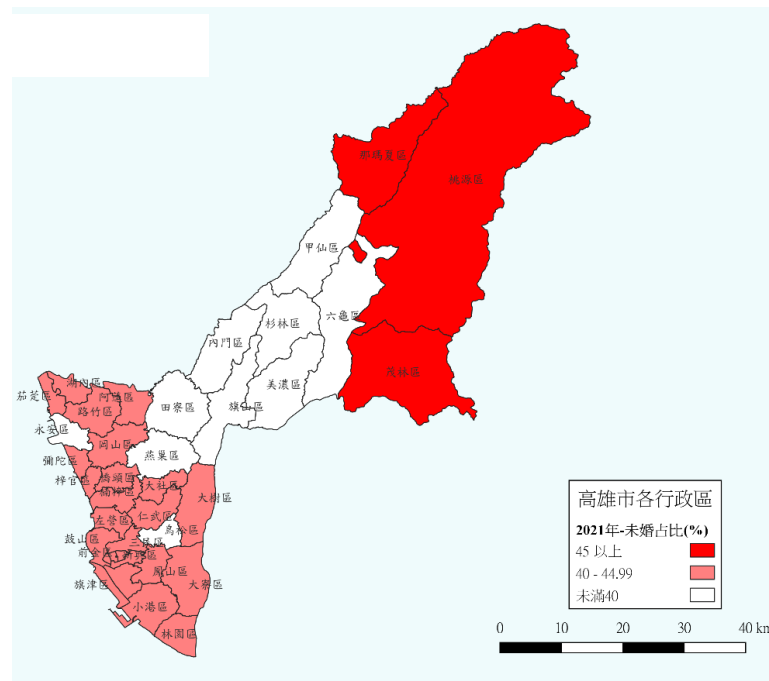 那瑪夏區
桃源區
甲仙區
六龜區
杉林區
內門區
茂林區
美濃區
旗山區
湖內區
茄萣區
阿蓮區
路竹區
田寮區
永安區
岡山區
燕巢區
彌陀區
橋頭區
梓官區
大社區
大樹區
左營區
仁武區
鳥松區
鼓山區
三民區
前金區
新興區
鳳山區
旗津區
大寮區
小港區
林園區
高雄市各行政區
2021年-未婚占比(%)
45 以上
40 - 44.99
未滿40
0 10 20 30 40 km